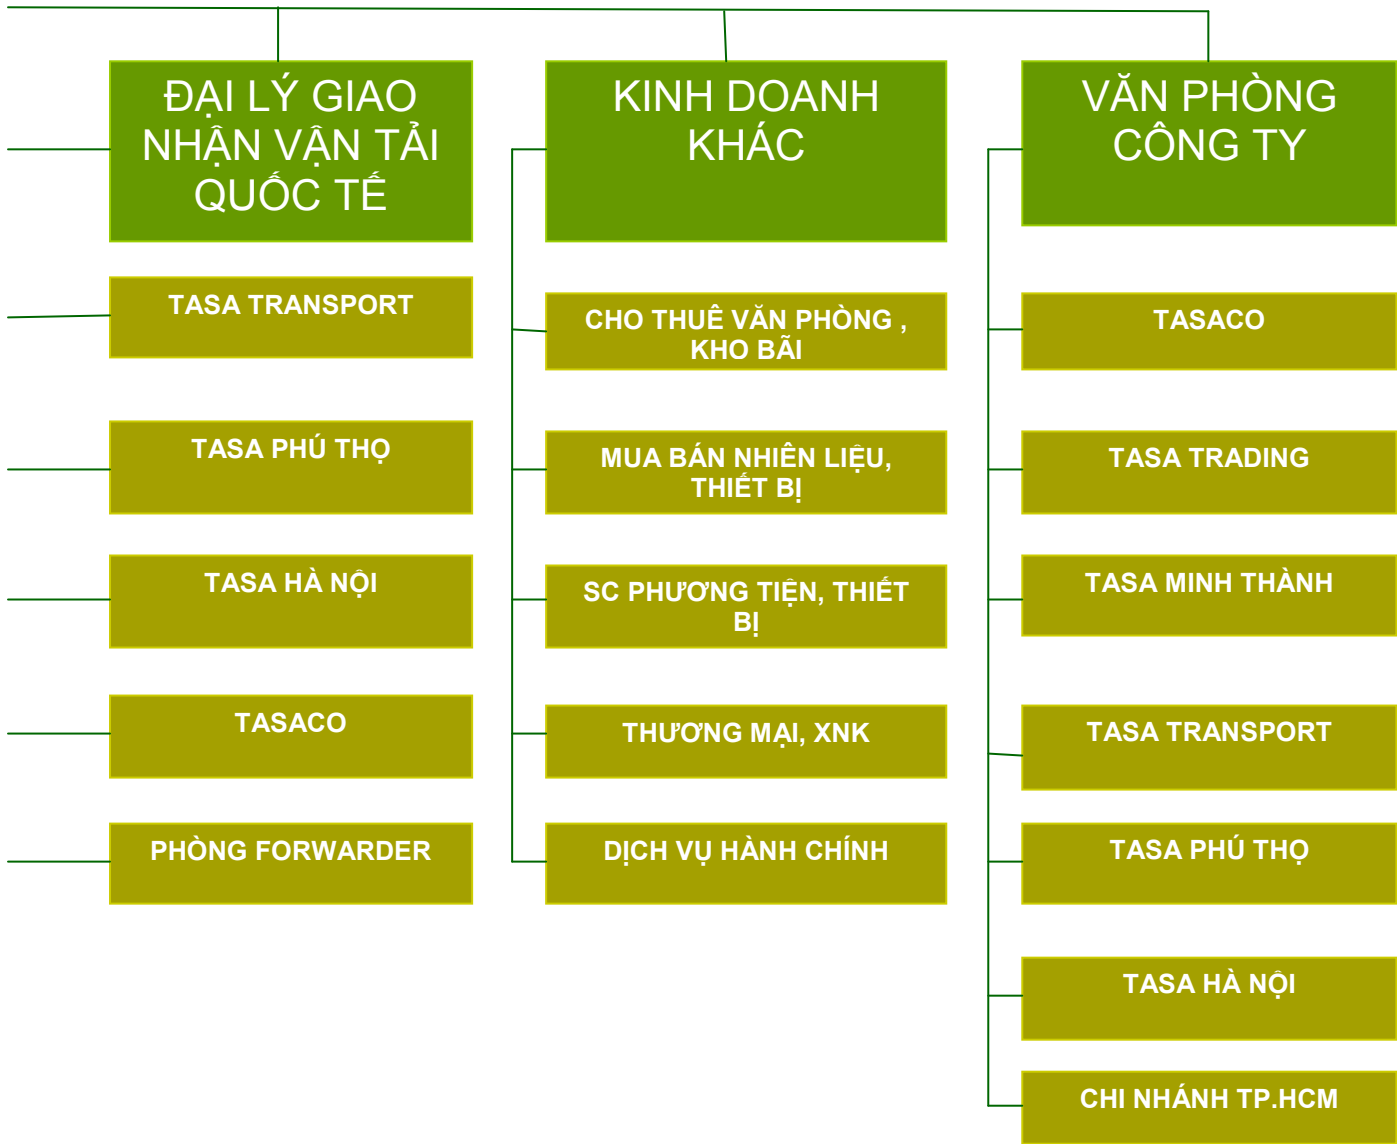 ĐẠI LÝ GIAO
NHẬN VẬN TẢI
QUỐC TẾ
TASA TRANSPORT
TASA PHÚ THỌ
TASA HÀ NỘI
TASACO
PHÒNG FORWARDER
KINH DOANH
KHÁC
CHO THUÊ VĂN PHÒNG ,
KHO BÃI
MUA BÁN NHIÊN LIỆU,
THIẾT BỊ
SC PHƯƠNG TIỆN, THIẾT
BỊ
THƯƠNG MẠI, XNK
DỊCH VỤ HÀNH CHÍNH
VĂN PHÒNG
CÔNG TY
TASACO
TASA TRADING
TASA MINH THÀNH
TASA TRANSPORT
TASA PHÚ THỌ
TASA HÀ NỘI
CHI NHÁNH TP.HCM